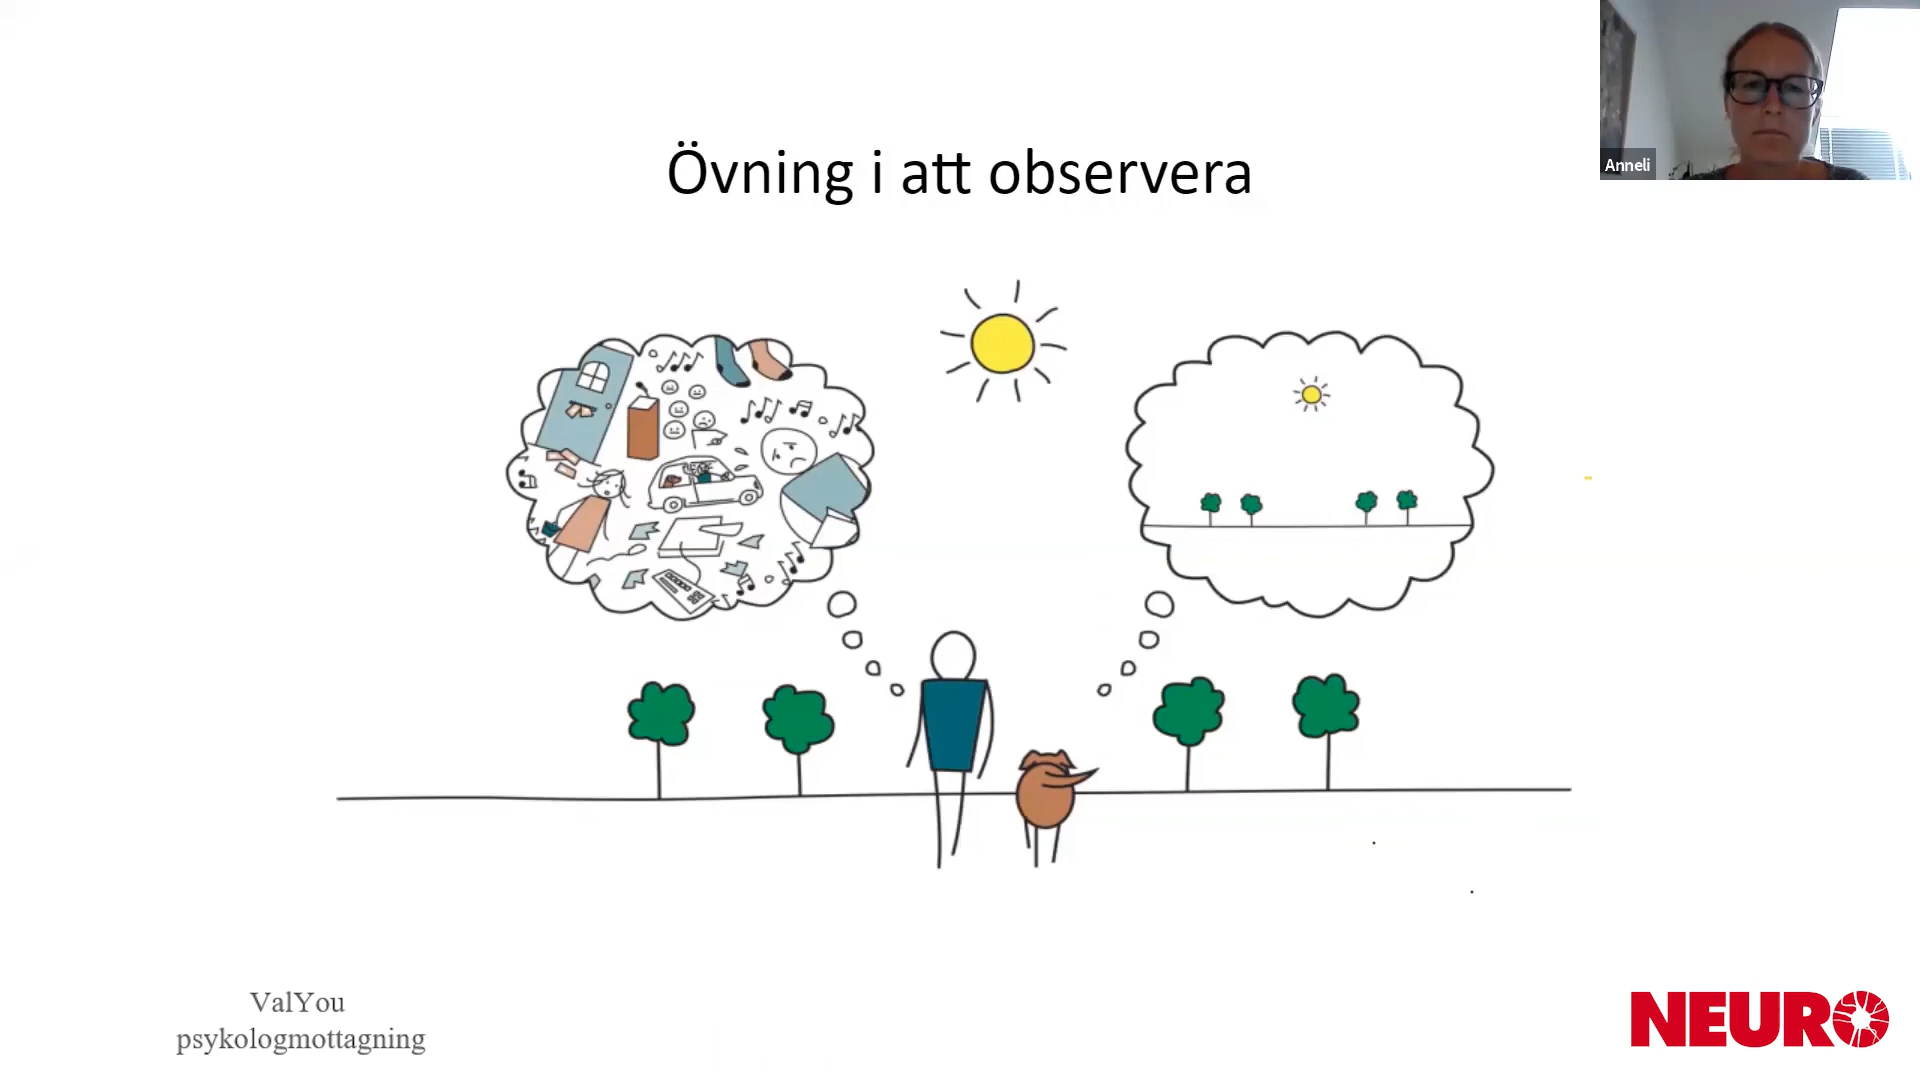 Anneli
Övning i att observera
ValYou
psykologmottagning
NEURO